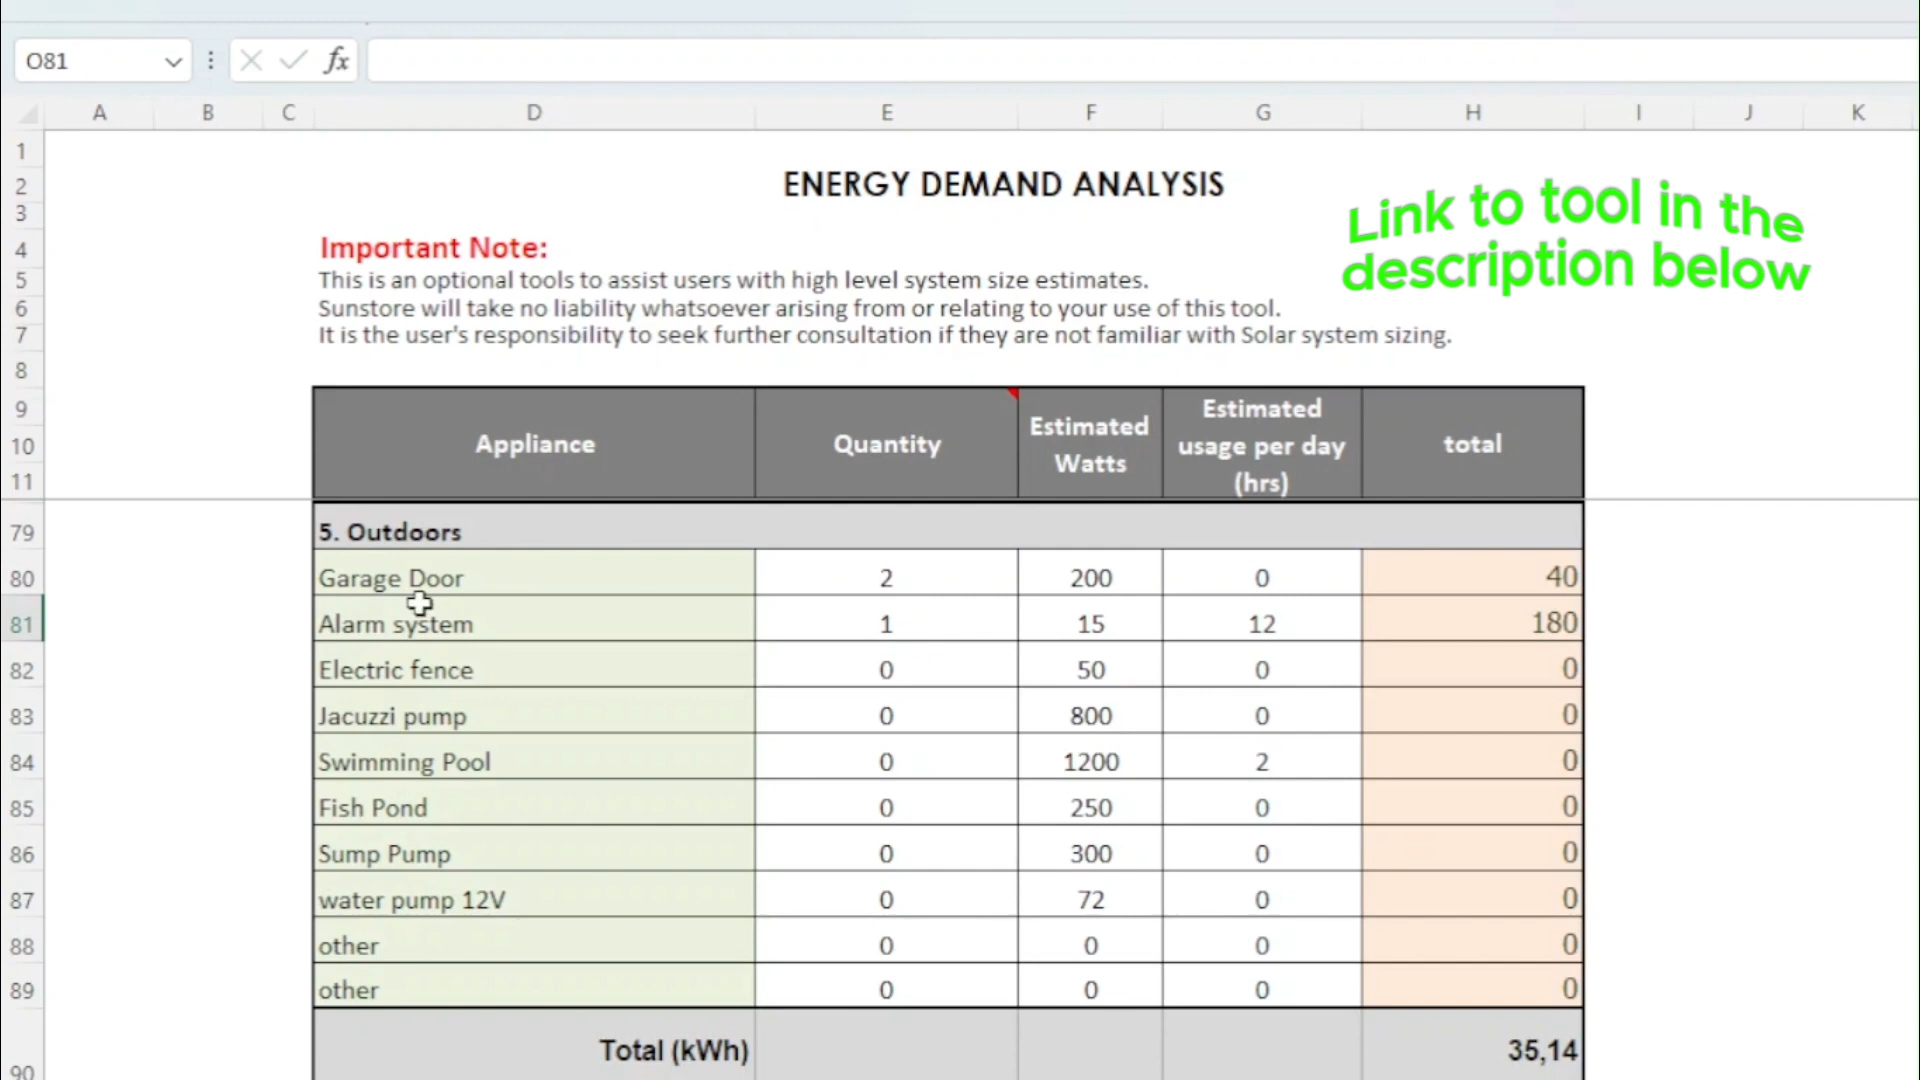 O81
fx
A B C D E F G H I J K
1
2 ENERGY DEMAND ANALYSIS
3
Link to tool in the
description below
4 Important Note:
5 This is an optional tools to assist users with high level system size estimates.
6 Sunstore will take no liability whatsoever arising from or relating to your use of this tool.
7 It is the user's responsibility to seek further consultation if they are not familiar with Solar system sizing.
8
9
10
11
Appliance Quantity Estimated Watts Estimated usage per day (hrs) total
79 5. Outdoors
80 Garage Door 2 200 0 40
81 Alarm system 1 15 12 180
82 Electric fence 0 50 0 0
83 Jacuzzi pump 0 800 0 0
84 Swimming Pool 0 1200 2 0
85 Fish Pond 0 250 0 0
86 Sump Pump 0 300 0 0
87 water pump 12V 0 72 0 0
88 other 0 0 0 0
89 other 0 0 0 0
90 Total (kWh) 35,14